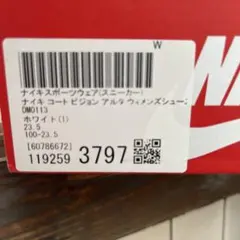 W
ナイキスポーツウェア(スニーカー)
ナイキ コート ビジョン アルタ ウィメンズシューズ
DM0113
ホワイト(1)
23.5
100-23.5
[60786672]
119259 3797